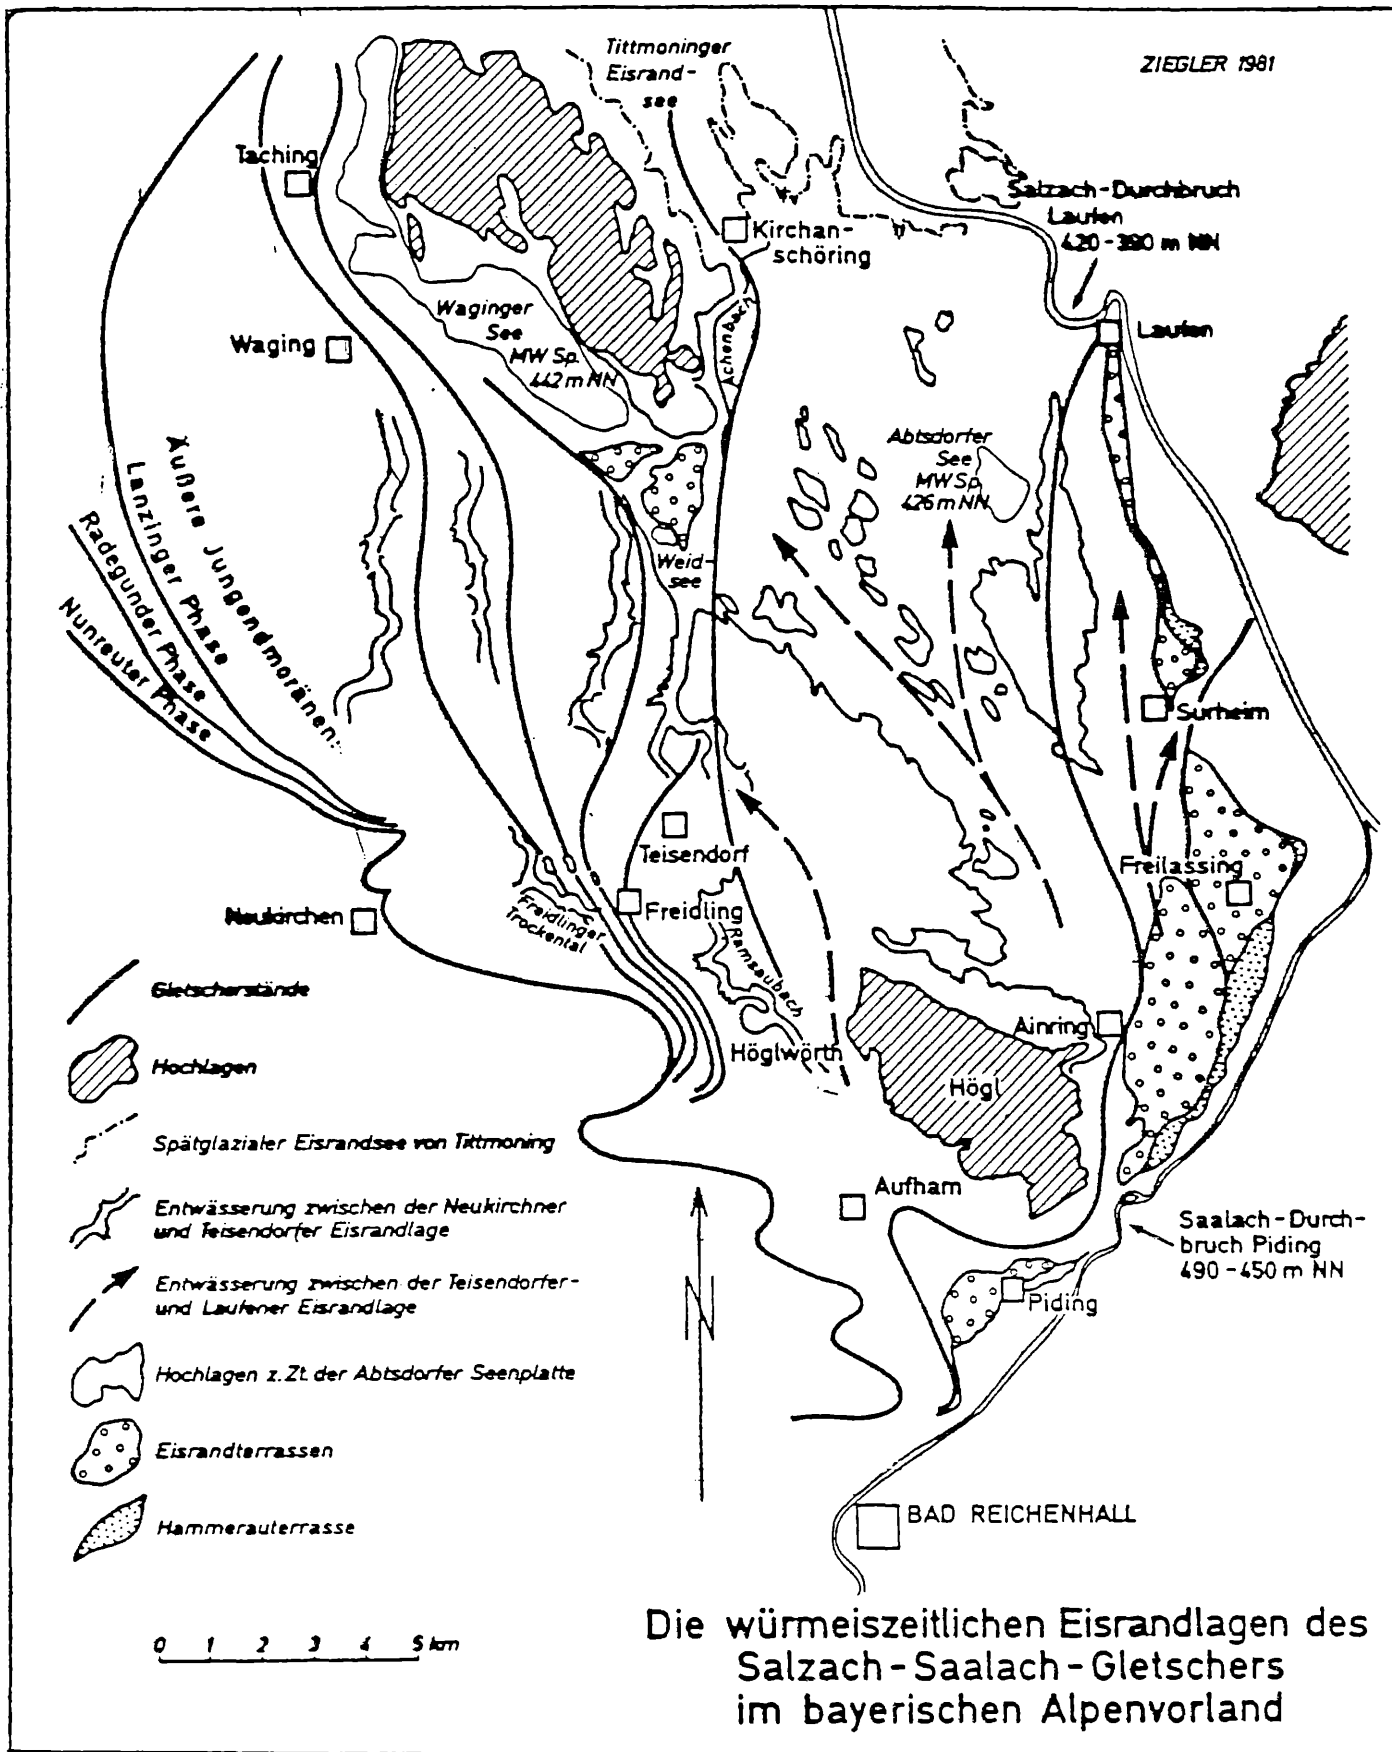 Tittmoninger
Eisrand-
see
ZIEGLER 1981
Taching
Salzach-Durchbruch
Laufen
420-390 m NN
Kirchan-
schöring
Waginger
See
MW Sp.
442 m NN
Achenbach
Waging
Laufen
Abtsdorfer
See
MW Sp.
426 m NN
Äußere Jungendmoränen:
Lanzinger Phase
Radegunder Phase
Nunreuter Phase
Weid-
see
Surheim
Teisendorf
Freilassing
Neukirchen
Freidling
Freidlinger
Trockental
Ramsaubach
Höglwörth
Ainring
Högl
Aufham
Saalach-Durch-
bruch Piding
490-450 m NN
Piding
BAD REICHENHALL
N
Gletscherstände
Hochlagen
Spätglazialer Eisrandsee von Tittmoning
Entwässerung zwischen der Neukirchner
und Teisendorfer Eisrandlage
Entwässerung zwischen der Teisendorfer-
und Laufener Eisrandlage
Hochlagen z. Zt. der Abtsdorfer Seenplatte
Eisrandterrassen
Hammerauterrasse
0 1 2 3 4 5 km
Die würmeiszeitlichen Eisrandlagen des
Salzach-Saalach-Gletschers
im bayerischen Alpenvorland